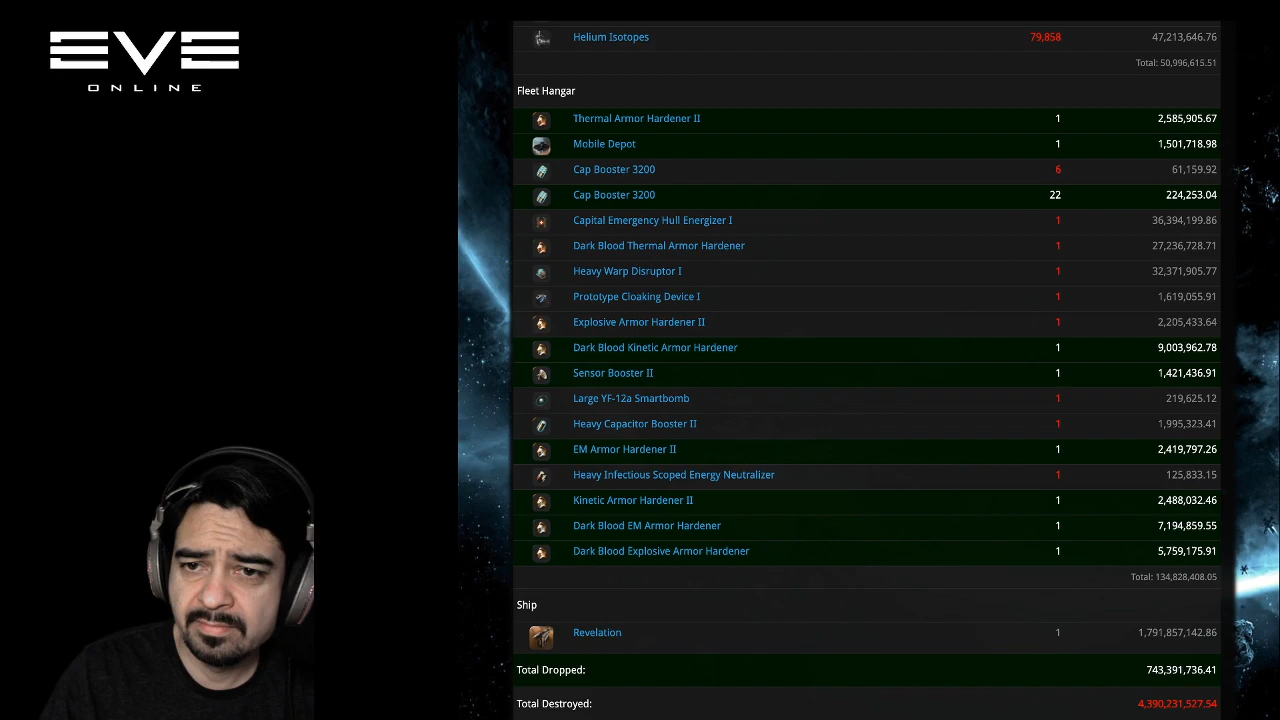 EVE
ONLINE
Helium Isotopes 79,858 47,213,646.76
Total: 50,996,615.51
Fleet Hangar
Thermal Armor Hardener II 1 2,585,905.67
Mobile Depot 1 1,501,718.98
Cap Booster 3200 6 61,159.92
Cap Booster 3200 22 224,253.04
Capital Emergency Hull Energizer I 1 36,394,199.86
Dark Blood Thermal Armor Hardener 1 27,236,728.71
Heavy Warp Disruptor I 1 32,371,905.77
Prototype Cloaking Device I 1 1,619,055.91
Explosive Armor Hardener II 1 2,205,433.64
Dark Blood Kinetic Armor Hardener 1 9,003,962.78
Sensor Booster II 1 1,421,436.91
Large YF-12a Smartbomb 1 219,625.12
Heavy Capacitor Booster II 1 1,995,323.41
EM Armor Hardener II 1 2,419,797.26
Heavy Infectious Scoped Energy Neutralizer 1 125,833.15
Kinetic Armor Hardener II 1 2,488,032.46
Dark Blood EM Armor Hardener 1 7,194,859.55
Dark Blood Explosive Armor Hardener 1 5,759,175.91
Total: 134,828,408.05
Ship
Revelation 1 1,791,857,142.86
Total Dropped: 743,391,736.41
Total Destroyed: 4,390,231,527.54